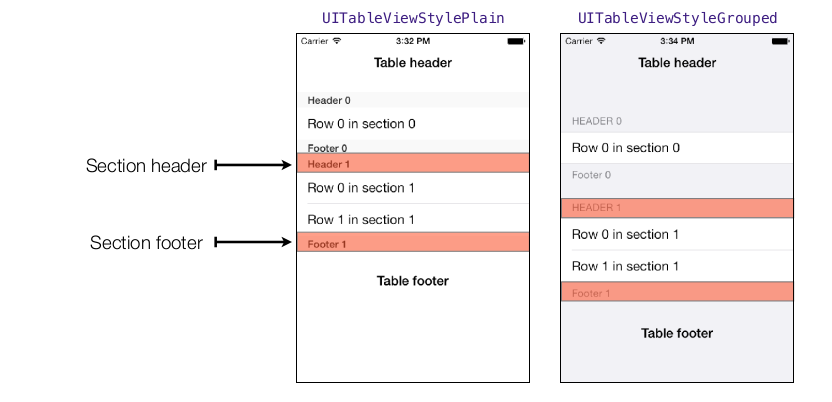 UITableViewStylePlain
UITableViewStyleGrouped
Section header
Section footer
Carrier 3:32 PM
Table header
Header 0
Row 0 in section 0
Footer 0
Header 1
Row 0 in section 1
Row 1 in section 1
Footer 1
Table footer
Carrier 3:34 PM
Table header
HEADER 0
Row 0 in section 0
Footer 0
HEADER 1
Row 0 in section 1
Row 1 in section 1
Footer 1
Table footer